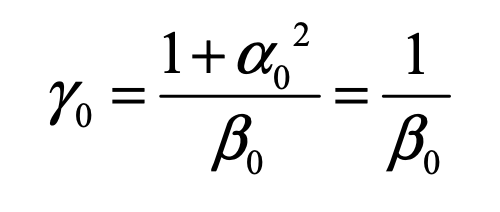 γ₀ = (1 + α₀²) / β₀ = 1 / β₀